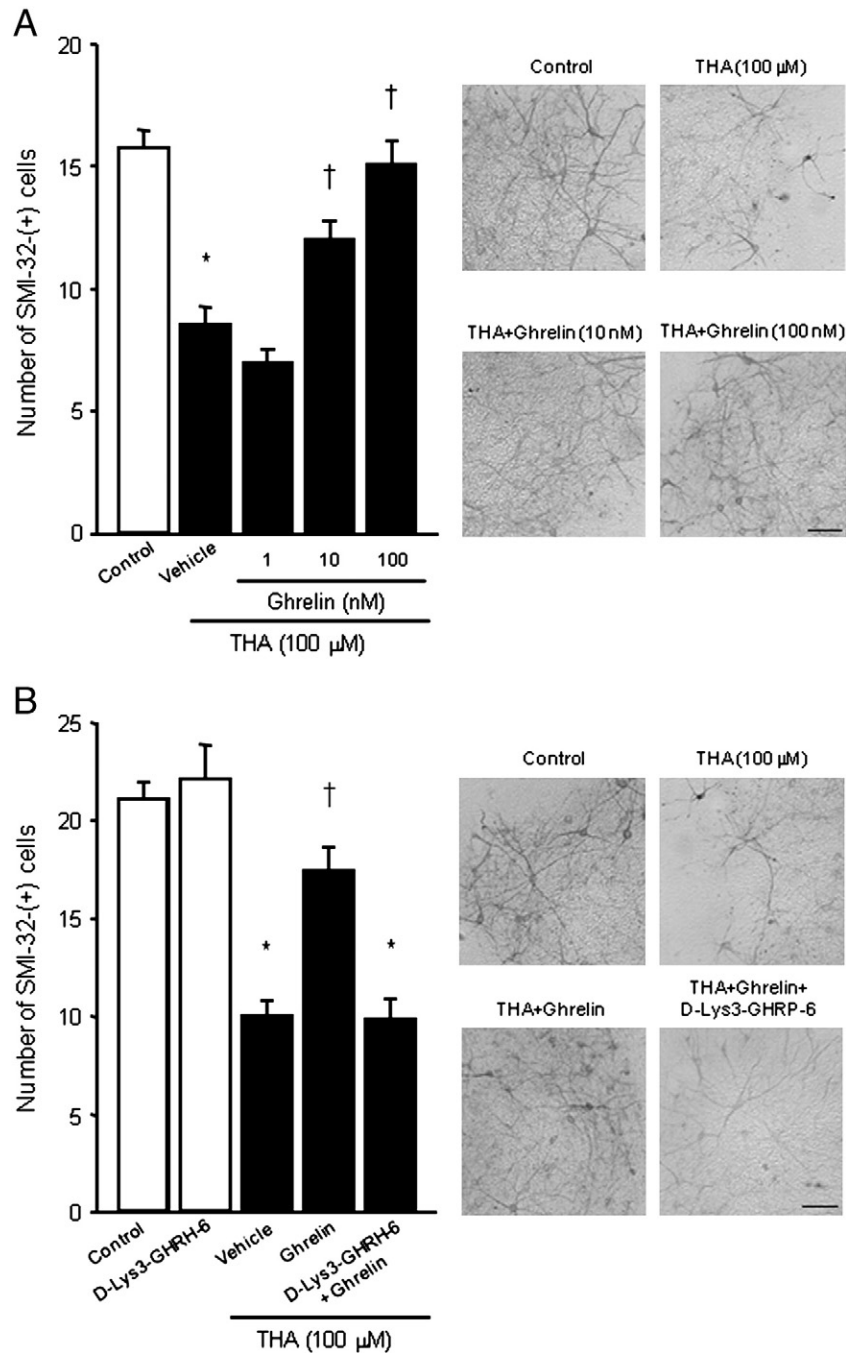 A
20
15
10
5
0
Number of SMI-32-(+) cells
*
†
†
Control
Vehicle
1
10
100
Ghrelin (nM)
THA (100 µM)
Control
THA (100 µM)
THA+Ghrelin (10 nM)
THA+Ghrelin (100 nM)
B
25
20
15
10
5
0
Number of SMI-32-(+) cells
*
†
*
Control
D-Lys3-GHRH-6
Vehicle
Ghrelin
D-Lys3-GHRH-6
+ Ghrelin
THA (100 µM)
Control
THA (100 µM)
THA+Ghrelin
THA+Ghrelin+
D-Lys3-GHRP-6